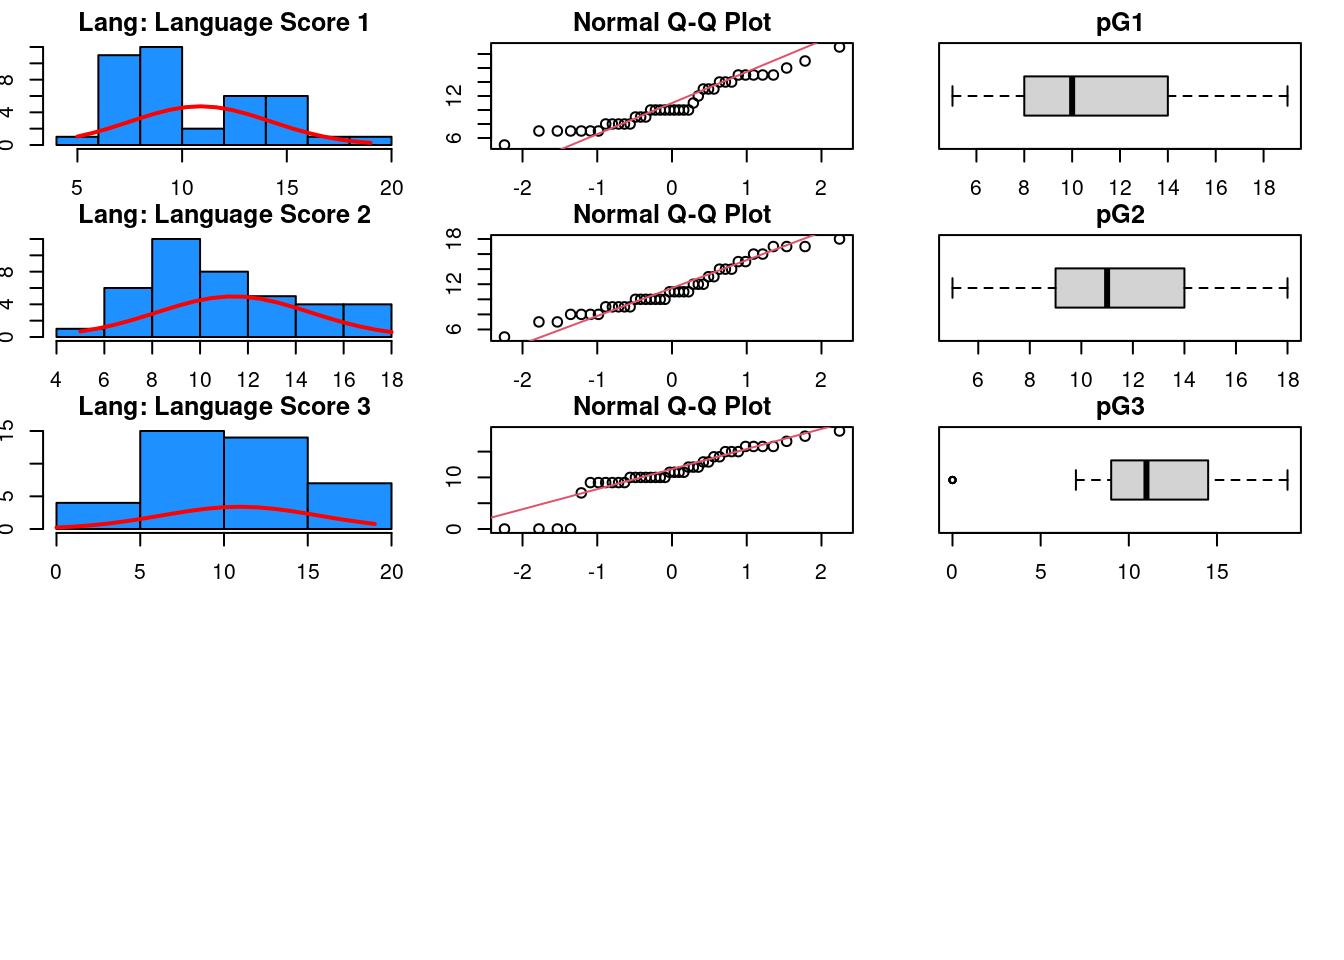 Lang: Language Score 1
Normal Q-Q Plot
pG1
0 4 8
5 10 15 20
6 12
-2 -1 0 1 2
6 8 10 12 14 16 18
Lang: Language Score 2
Normal Q-Q Plot
pG2
0 4 8
4 6 8 10 12 14 16 18
6 12 18
-2 -1 0 1 2
6 8 10 12 14 16 18
Lang: Language Score 3
Normal Q-Q Plot
pG3
0 5 15
0 5 10 15 20
0 10
-2 -1 0 1 2
0 5 10 15